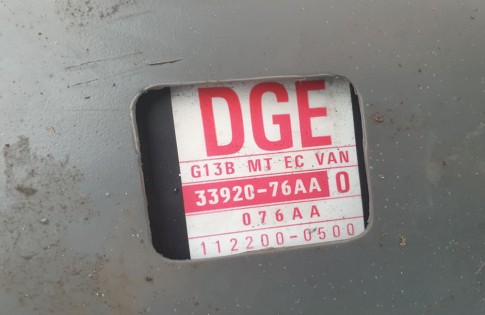 DGE
G13B MT EC VAN
33920-76AA 0
076AA
112200-0500